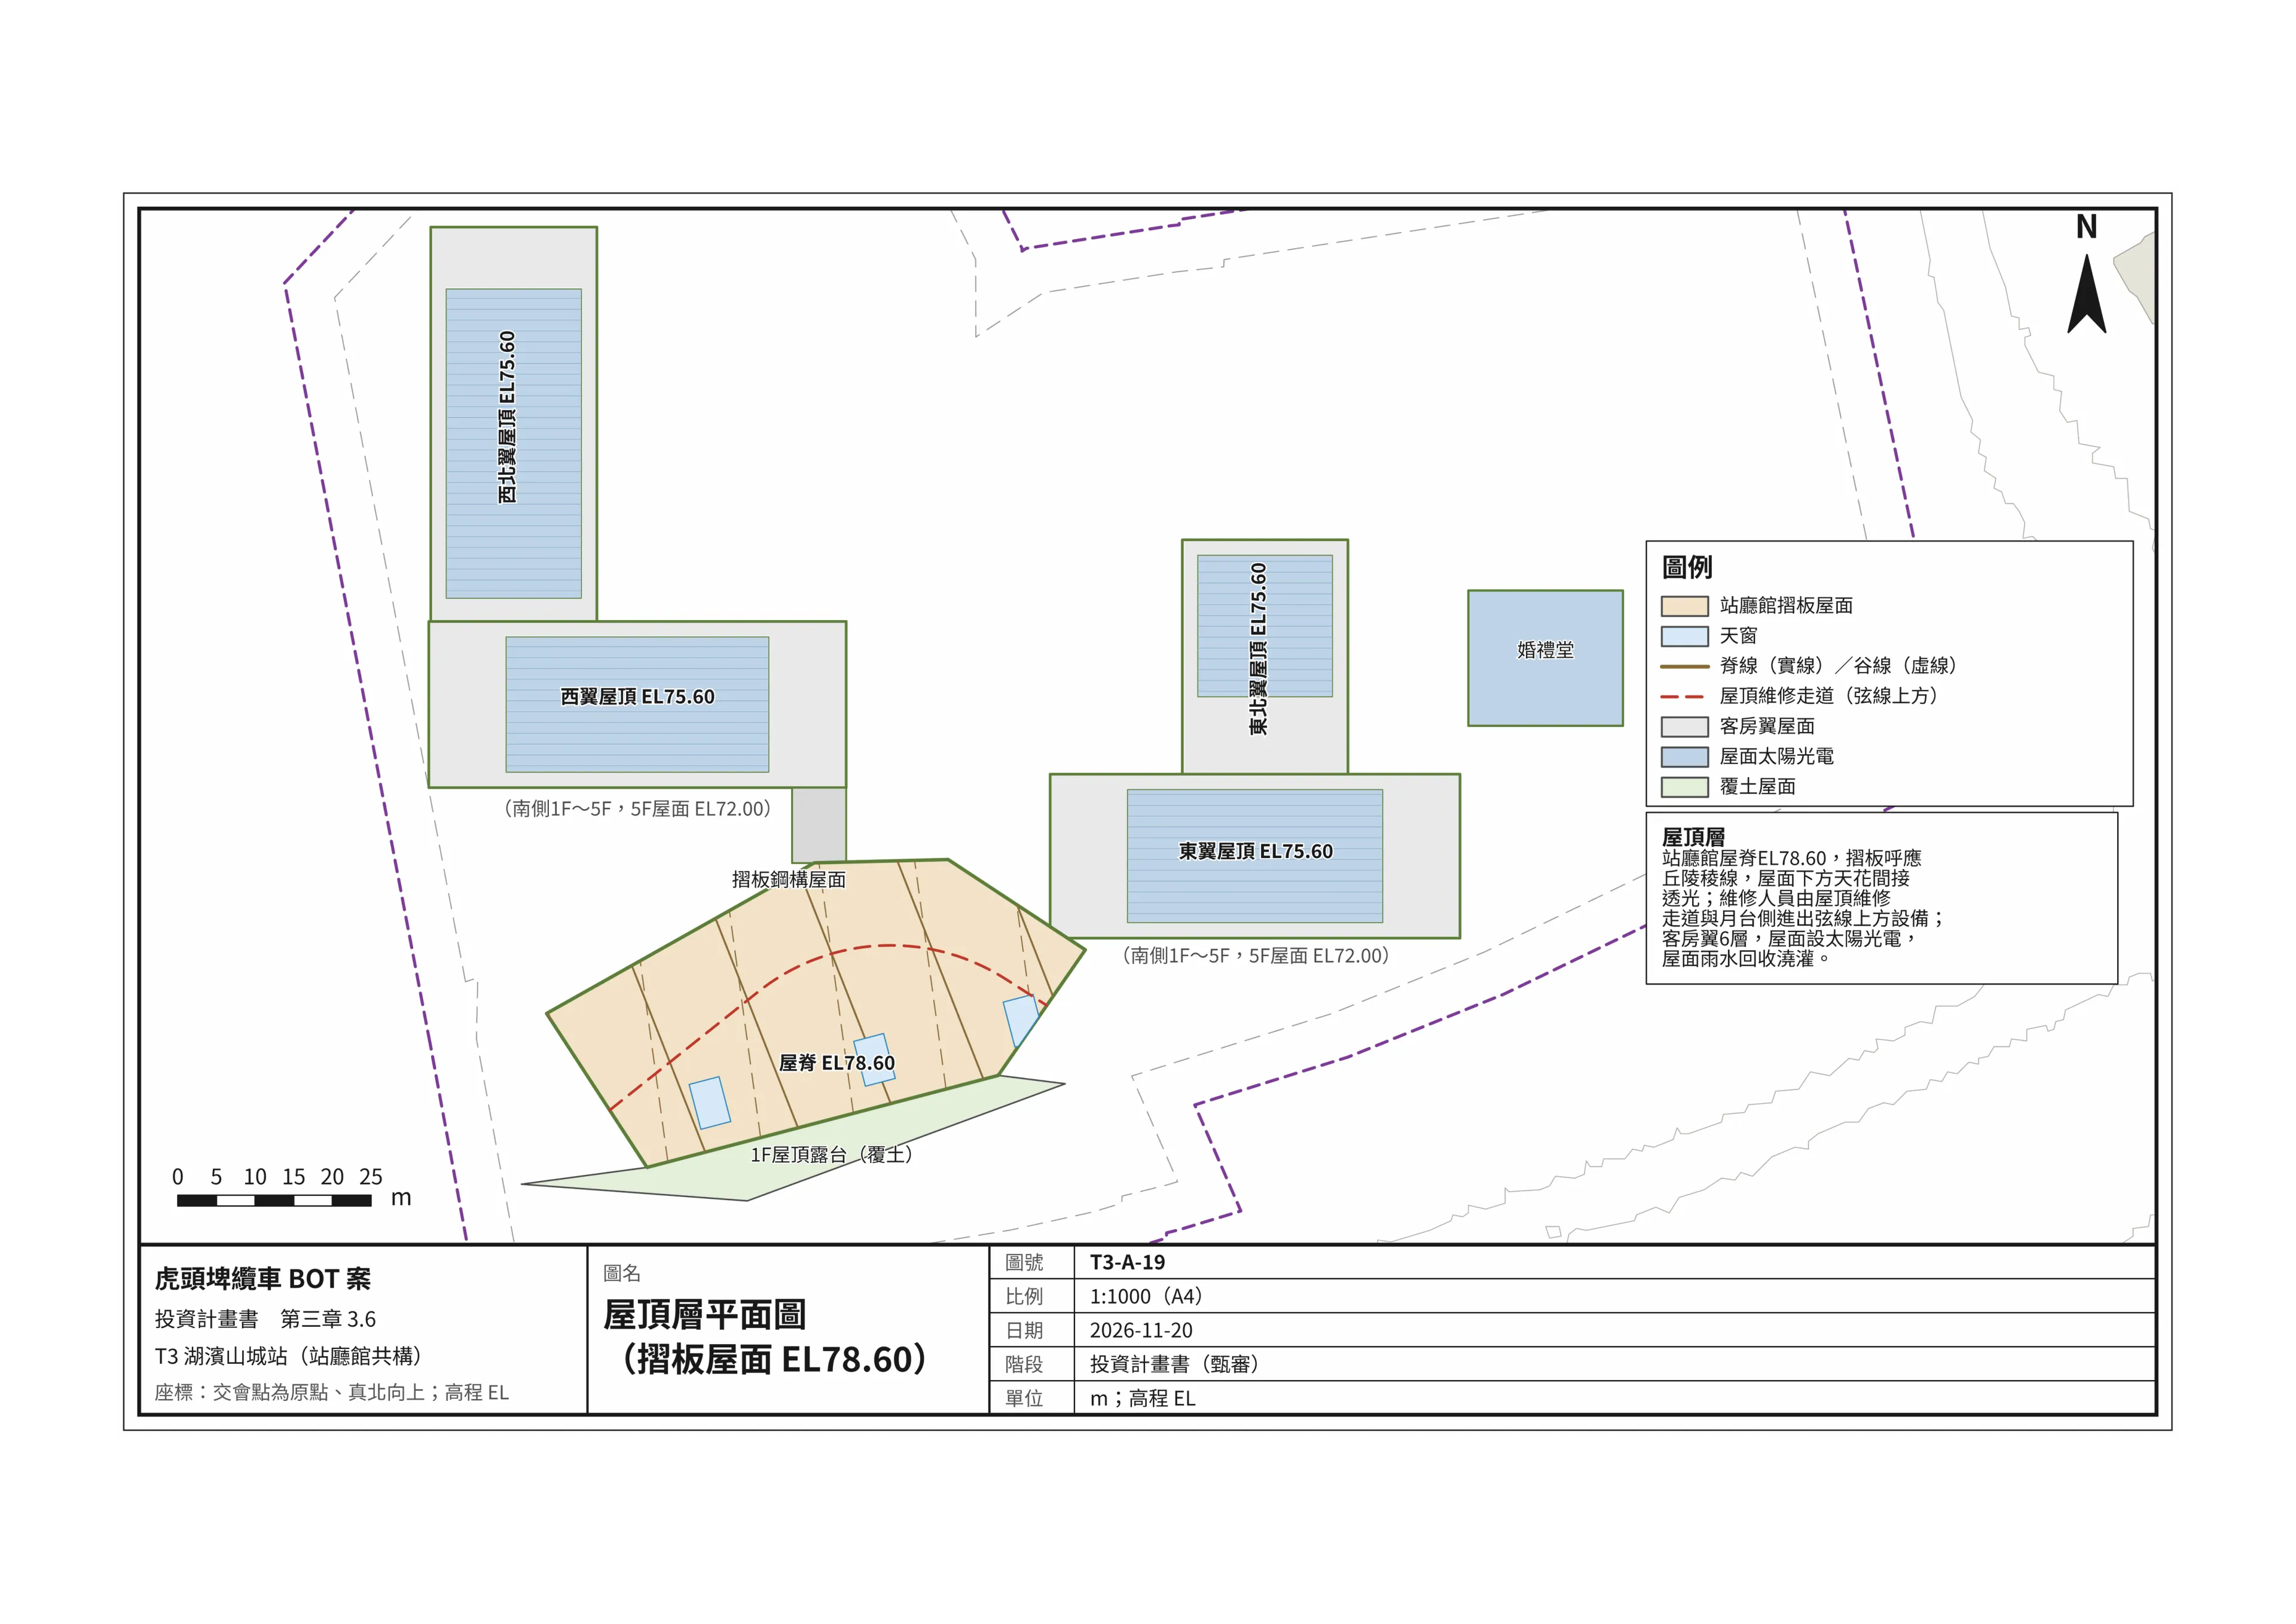 N
西北翼屋頂 EL75.60
西翼屋頂 EL75.60
（南側1F～5F，5F屋面 EL72.00）
東北翼屋頂 EL75.60
婚禮堂
東翼屋頂 EL75.60
（南側1F～5F，5F屋面 EL72.00）
摺板鋼構屋面
屋脊 EL78.60
1F屋頂露台（覆土）
圖例
站廳館摺板屋面
天窗
脊線（實線）／谷線（虛線）
屋頂維修走道（弦線上方）
客房翼屋面
屋面太陽光電
覆土屋面
屋頂層
站廳館屋脊EL78.60，摺板呼應
丘陵稜線，屋面下方天花間接
透光；維修人員由屋頂維修
走道與月台側進出弦線上方設備；
客房翼6層，屋面設太陽光電，
屋面雨水回收澆灌。
0 5 10 15 20 25
m
虎頭埤纜車 BOT 案
投資計畫書　第三章 3.6
T3 湖濱山城站（站廳館共構）
座標：交會點為原點、真北向上；高程 EL
圖名
屋頂層平面圖
（摺板屋面 EL78.60）
圖號 T3-A-19
比例 1:1000（A4）
日期 2026-11-20
階段 投資計畫書（甄審）
單位 m；高程 EL